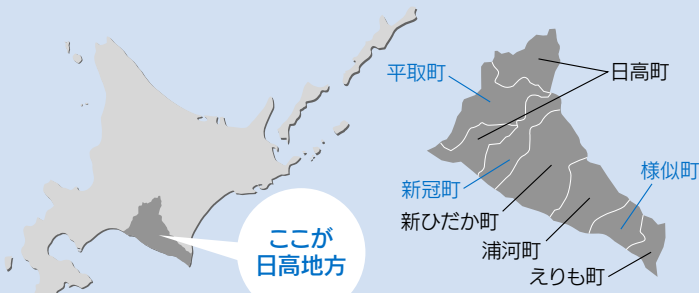 ここが
日高地方
平取町
日高町
新冠町
様似町
新ひだか町
浦河町
えりも町